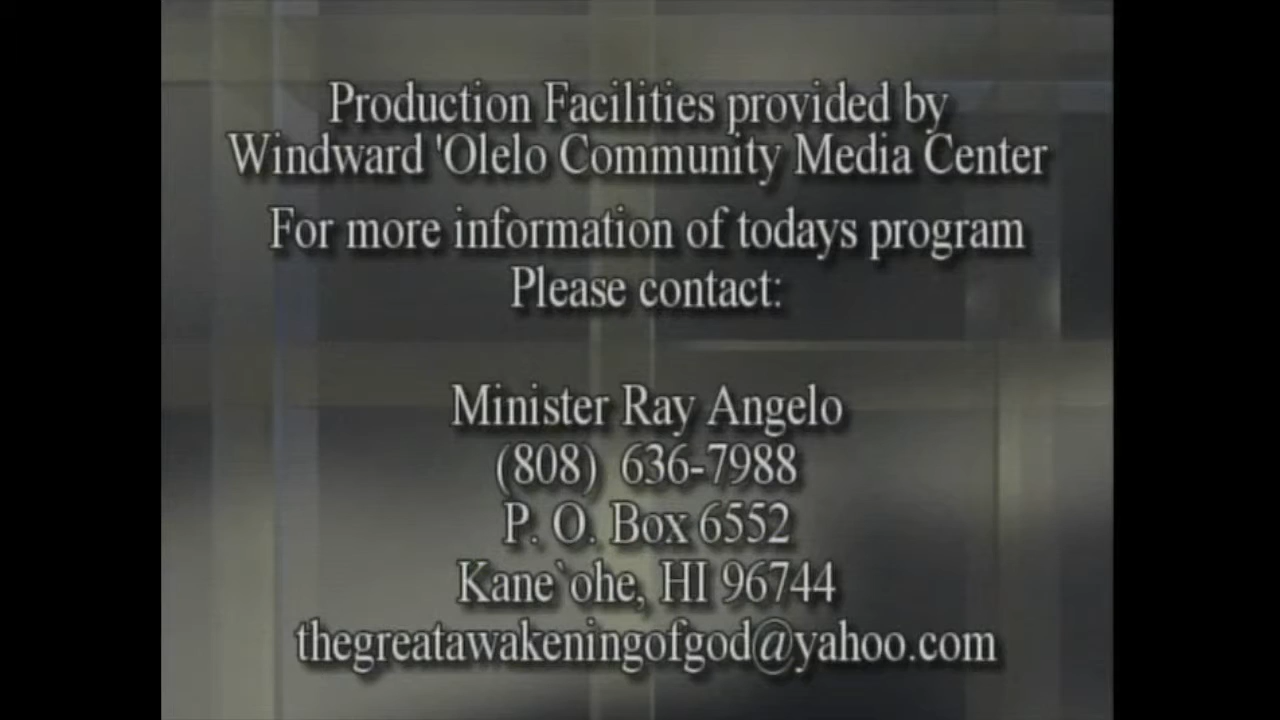 Production Facilities provided by
Windward 'Olelo Community Media Center
For more information of todays program
Please contact:
Minister Ray Angelo
(808) 636-7988
P. O. Box 6552
Kane`ohe, HI 96744
thegreatawakeningofgod@yahoo.com